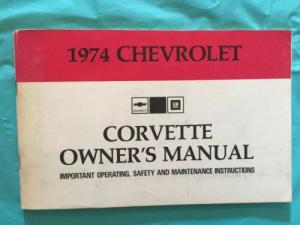 1974 CHEVROLET
CORVETTE
OWNER'S MANUAL
IMPORTANT OPERATING, SAFETY AND MAINTENANCE INSTRUCTIONS